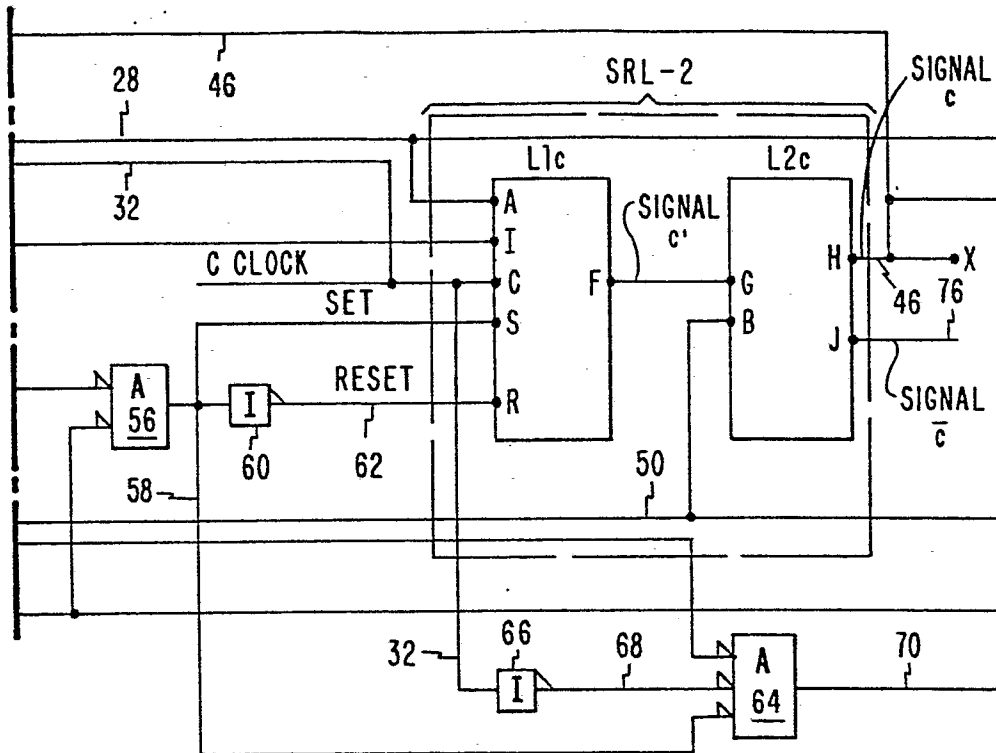 46
SRL-2
SIGNAL
c
28
32
L1c
L2c
A
I
C CLOCK
C
F
SIGNAL
c'
G
H
46
X
76
SET
S
B
J
A
56
I
60
RESET
62
R
SIGNAL
c̅
58
50
32
66
I
68
A
64
70